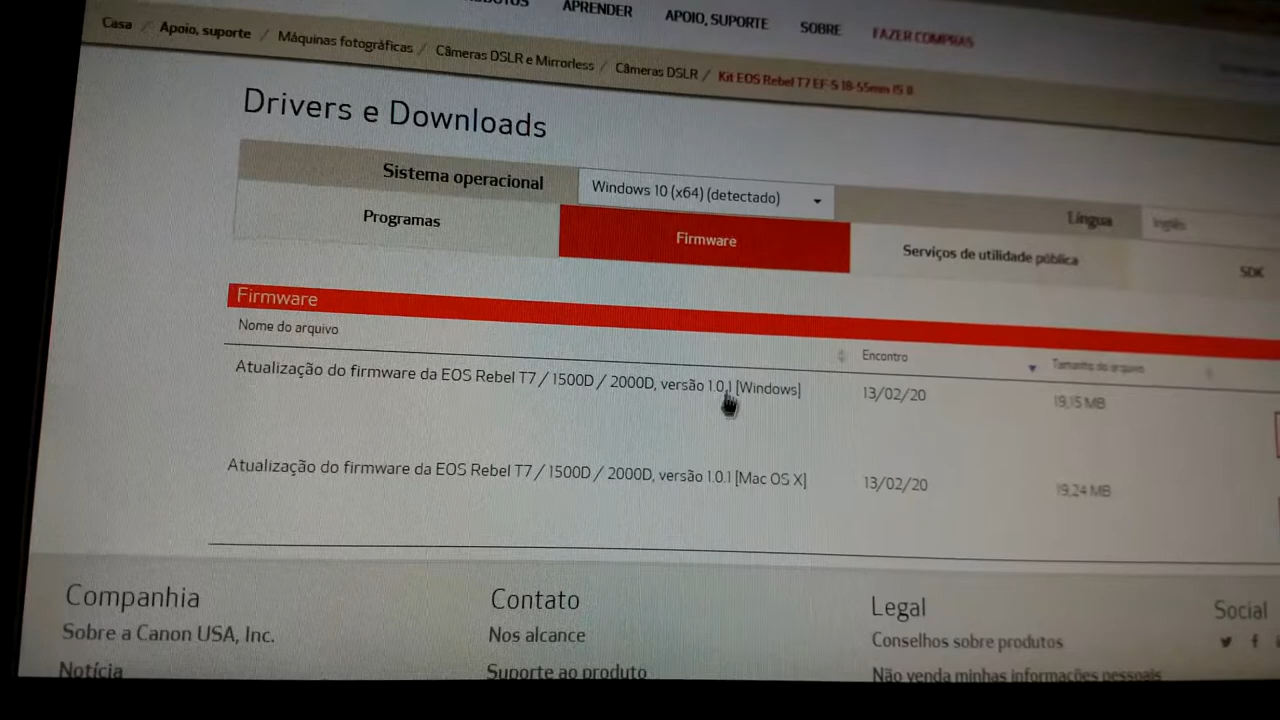 APRENDER
APOIO, SUPORTE
SOBRE
FAZER COMPRAS
Casa / Apoio, suporte / Máquinas fotográficas / Câmeras DSLR e Mirrorless / Câmeras DSLR / Kit EOS Rebel T7 EF-S 18-55mm IS II
Drivers e Downloads
Sistema operacional
Windows 10 (x64) (detectado)
Língua
Inglês
Programas
Firmware
Serviços de utilidade pública
SDK
Firmware
Nome do arquivo
Encontro
Tamanho do arquivo
Atualização do firmware da EOS Rebel T7 / 1500D / 2000D, versão 1.0.1 [Windows]
13/02/20
19,15 MB
Atualização do firmware da EOS Rebel T7 / 1500D / 2000D, versão 1.0.1 [Mac OS X]
13/02/20
19,24 MB
Companhia
Contato
Legal
Social
Sobre a Canon USA, Inc.
Nos alcance
Conselhos sobre produtos
Notícia
Suporte ao produto
Não venda minhas informações pessoais